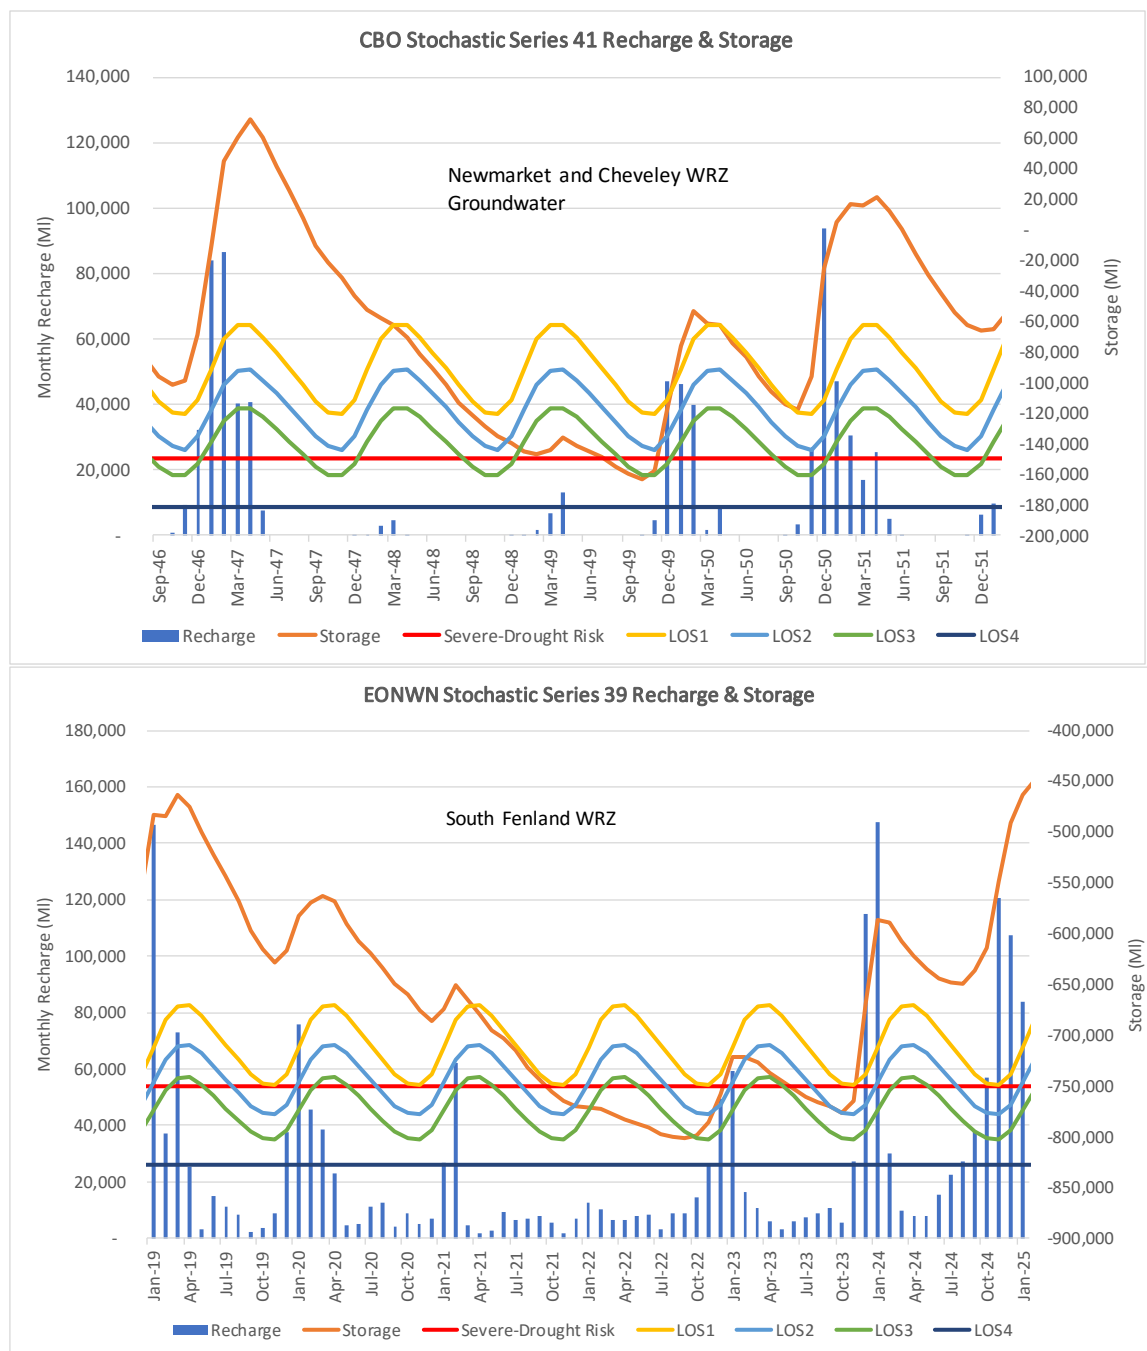 CBO Stochastic Series 41 Recharge & Storage
140,000
120,000
100,000
80,000
60,000
40,000
20,000
-
Monthly Recharge (Ml)
Newmarket and Cheveley WRZ
Groundwater
100,000
80,000
60,000
40,000
20,000
-
-20,000
-40,000
-60,000
-80,000
-100,000
-120,000
-140,000
-160,000
-180,000
-200,000
Storage (Ml)
Sep-46
Dec-46
Mar-47
Jun-47
Sep-47
Dec-47
Mar-48
Jun-48
Sep-48
Dec-48
Mar-49
Jun-49
Sep-49
Dec-49
Mar-50
Jun-50
Sep-50
Dec-50
Mar-51
Jun-51
Sep-51
Dec-51
Recharge Storage Severe-Drought Risk LOS1 LOS2 LOS3 LOS4
EONWN Stochastic Series 39 Recharge & Storage
180,000
160,000
140,000
120,000
100,000
80,000
60,000
40,000
20,000
-
Monthly Recharge (Ml)
South Fenland WRZ
-400,000
-450,000
-500,000
-550,000
-600,000
-650,000
-700,000
-750,000
-800,000
-850,000
-900,000
Storage (Ml)
Jan-19
Apr-19
Jul-19
Oct-19
Jan-20
Apr-20
Jul-20
Oct-20
Jan-21
Apr-21
Jul-21
Oct-21
Jan-22
Apr-22
Jul-22
Oct-22
Jan-23
Apr-23
Jul-23
Oct-23
Jan-24
Apr-24
Jul-24
Oct-24
Jan-25
Recharge Storage Severe-Drought Risk LOS1 LOS2 LOS3 LOS4